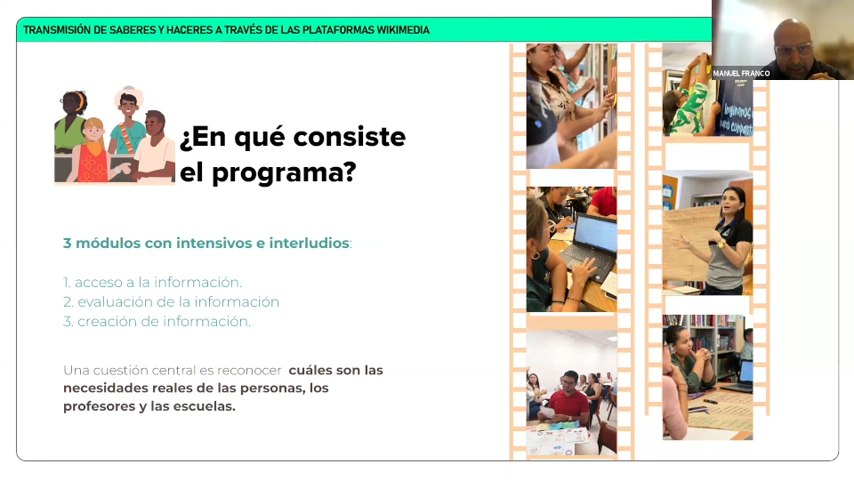 TRANSMISIÓN DE SABERES Y HACERES A TRAVÉS DE LAS PLATAFORMAS WIKIMEDIA
MANUEL FRANCO
¿En qué consiste
el programa?
3 módulos con intensivos e interludios:
1. acceso a la información.
2. evaluación de la información
3. creación de información.
Una cuestión central es reconocer cuáles son las
necesidades reales de las personas, los
profesores y las escuelas.